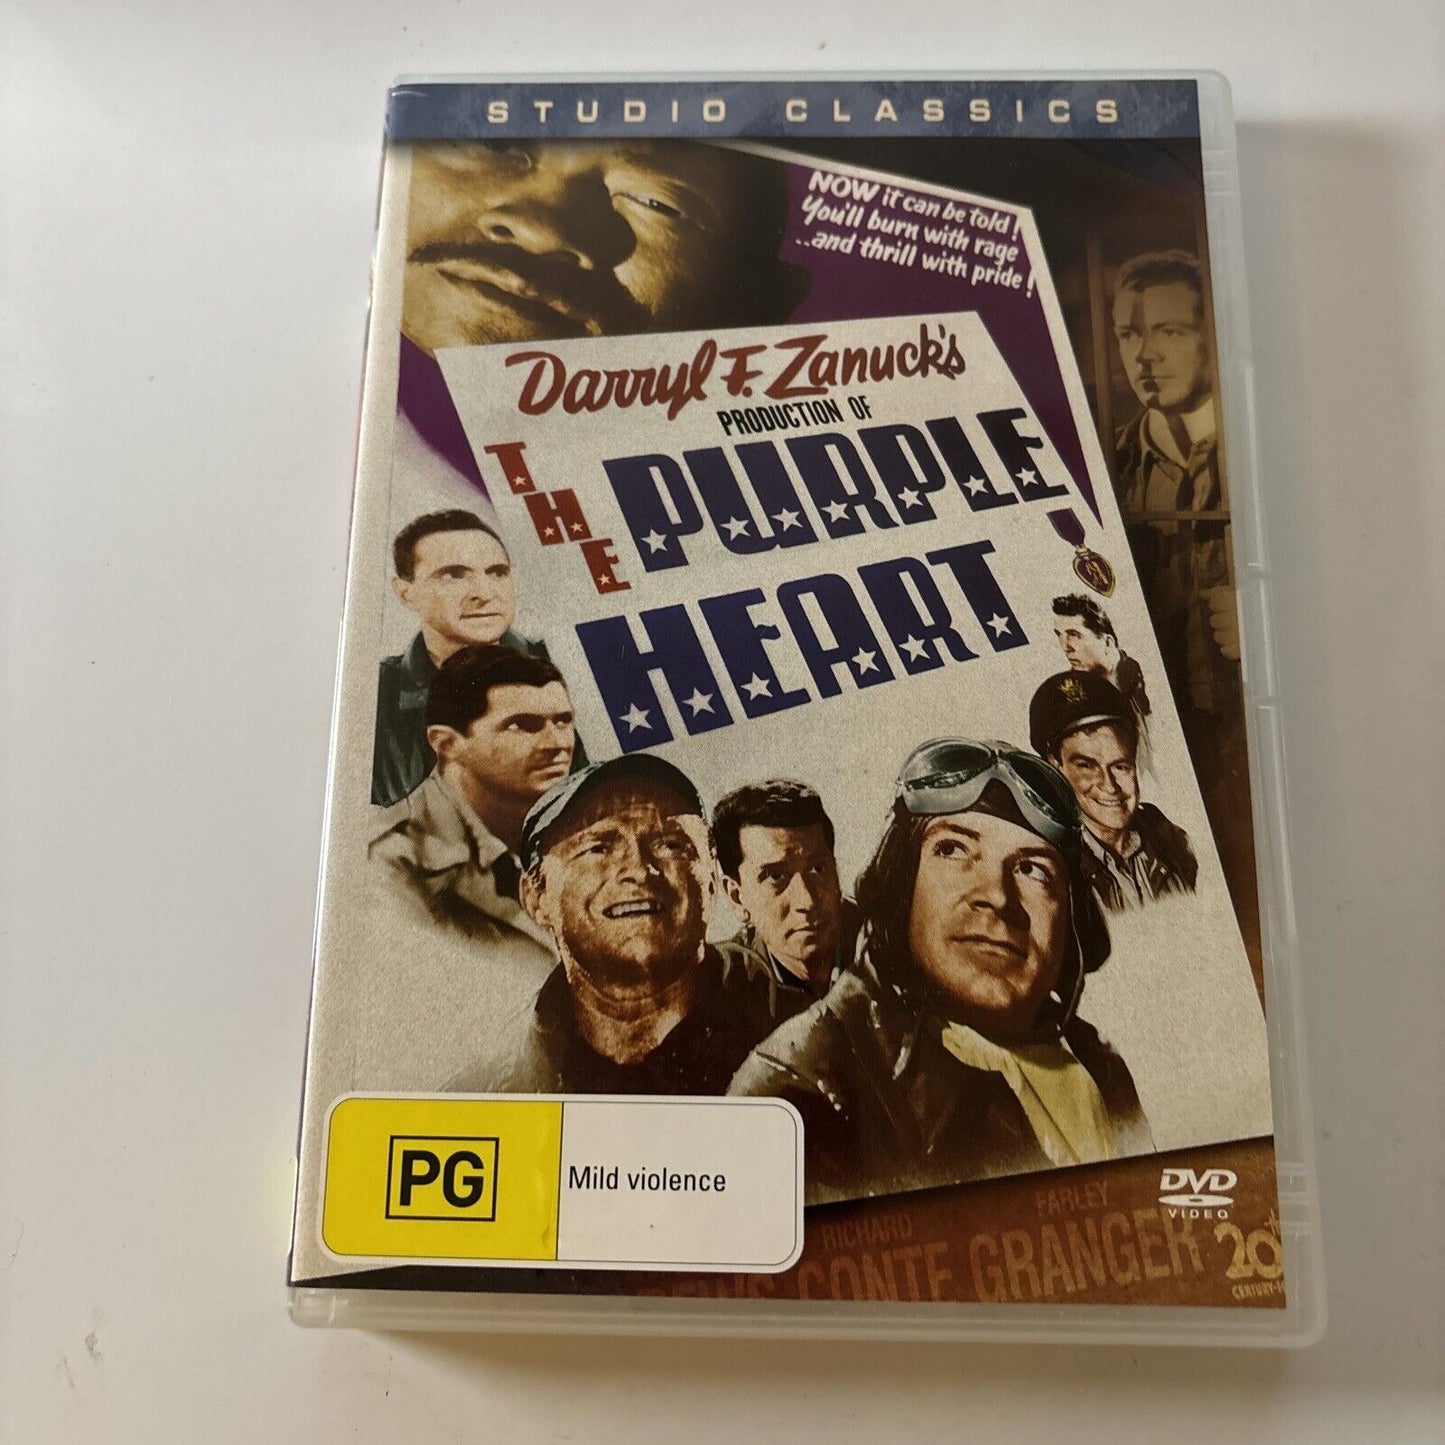 STUDIO CLASSICS
NOW it can be told!
You'll burn with rage
..and thrill with pride!
Darryl F. Zanuck's
PRODUCTION OF
THE PURPLE
HEART
PG
Mild violence
DVD
VIDEO
FARLEY
RICHARD
CONTE GRANGER
20th
CENTURY